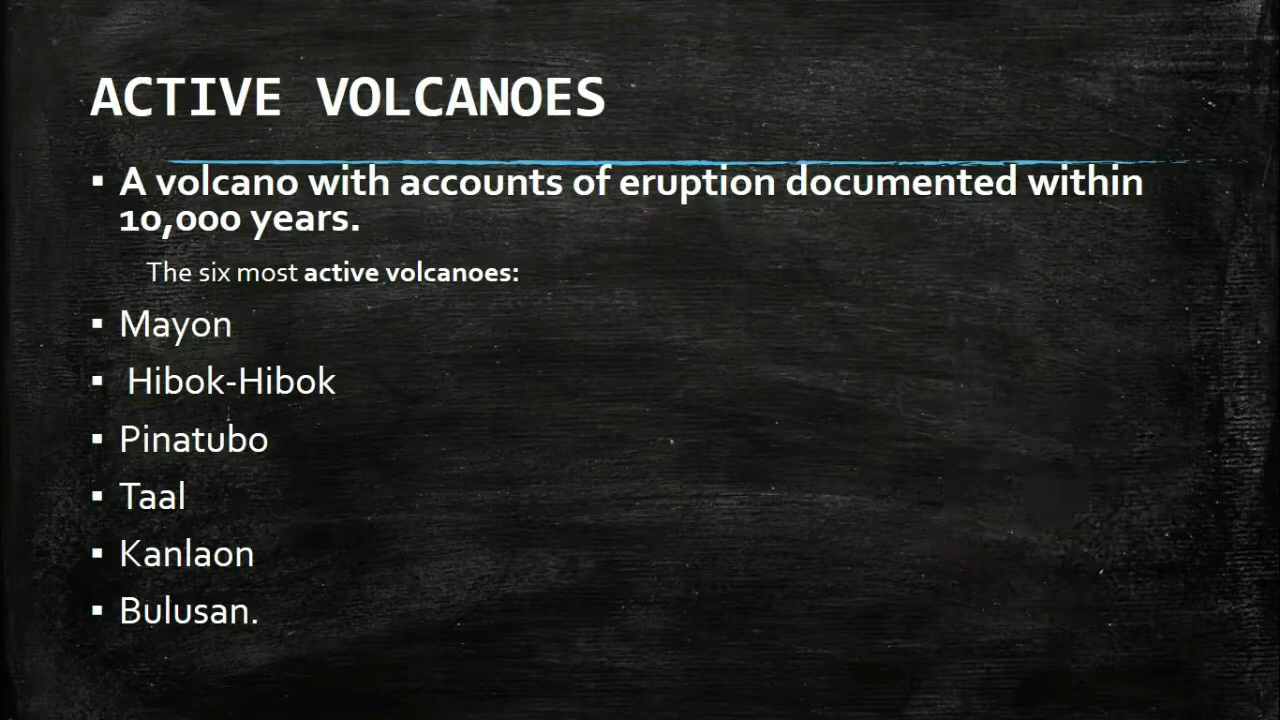 ACTIVE VOLCANOES
▪ A volcano with accounts of eruption documented within
10,000 years.
The six most active volcanoes:
▪ Mayon
▪ Hibok-Hibok
▪ Pinatubo
▪ Taal
▪ Kanlaon
▪ Bulusan.